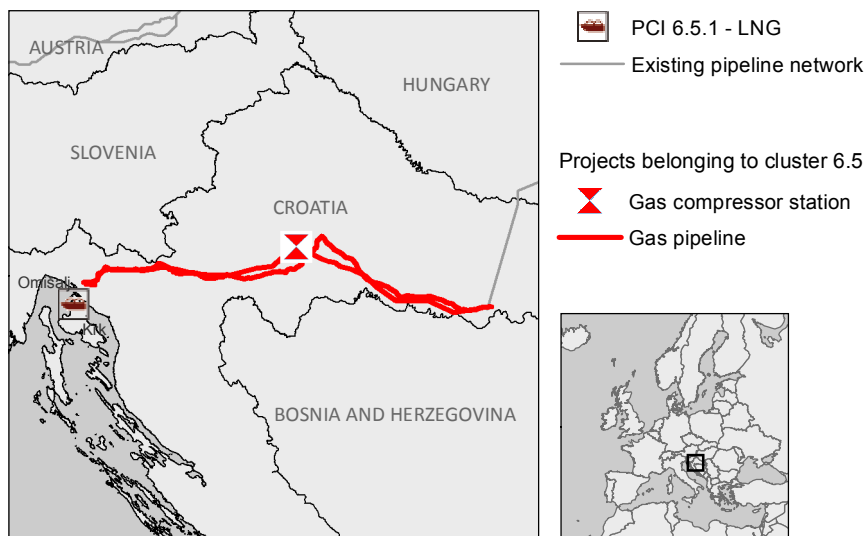 AUSTRIA
HUNGARY
SLOVENIA
CROATIA
Omišalj
Krk
BOSNIA AND HERZEGOVINA
PCI 6.5.1 - LNG
Existing pipeline network
Projects belonging to cluster 6.5
Gas compressor station
Gas pipeline